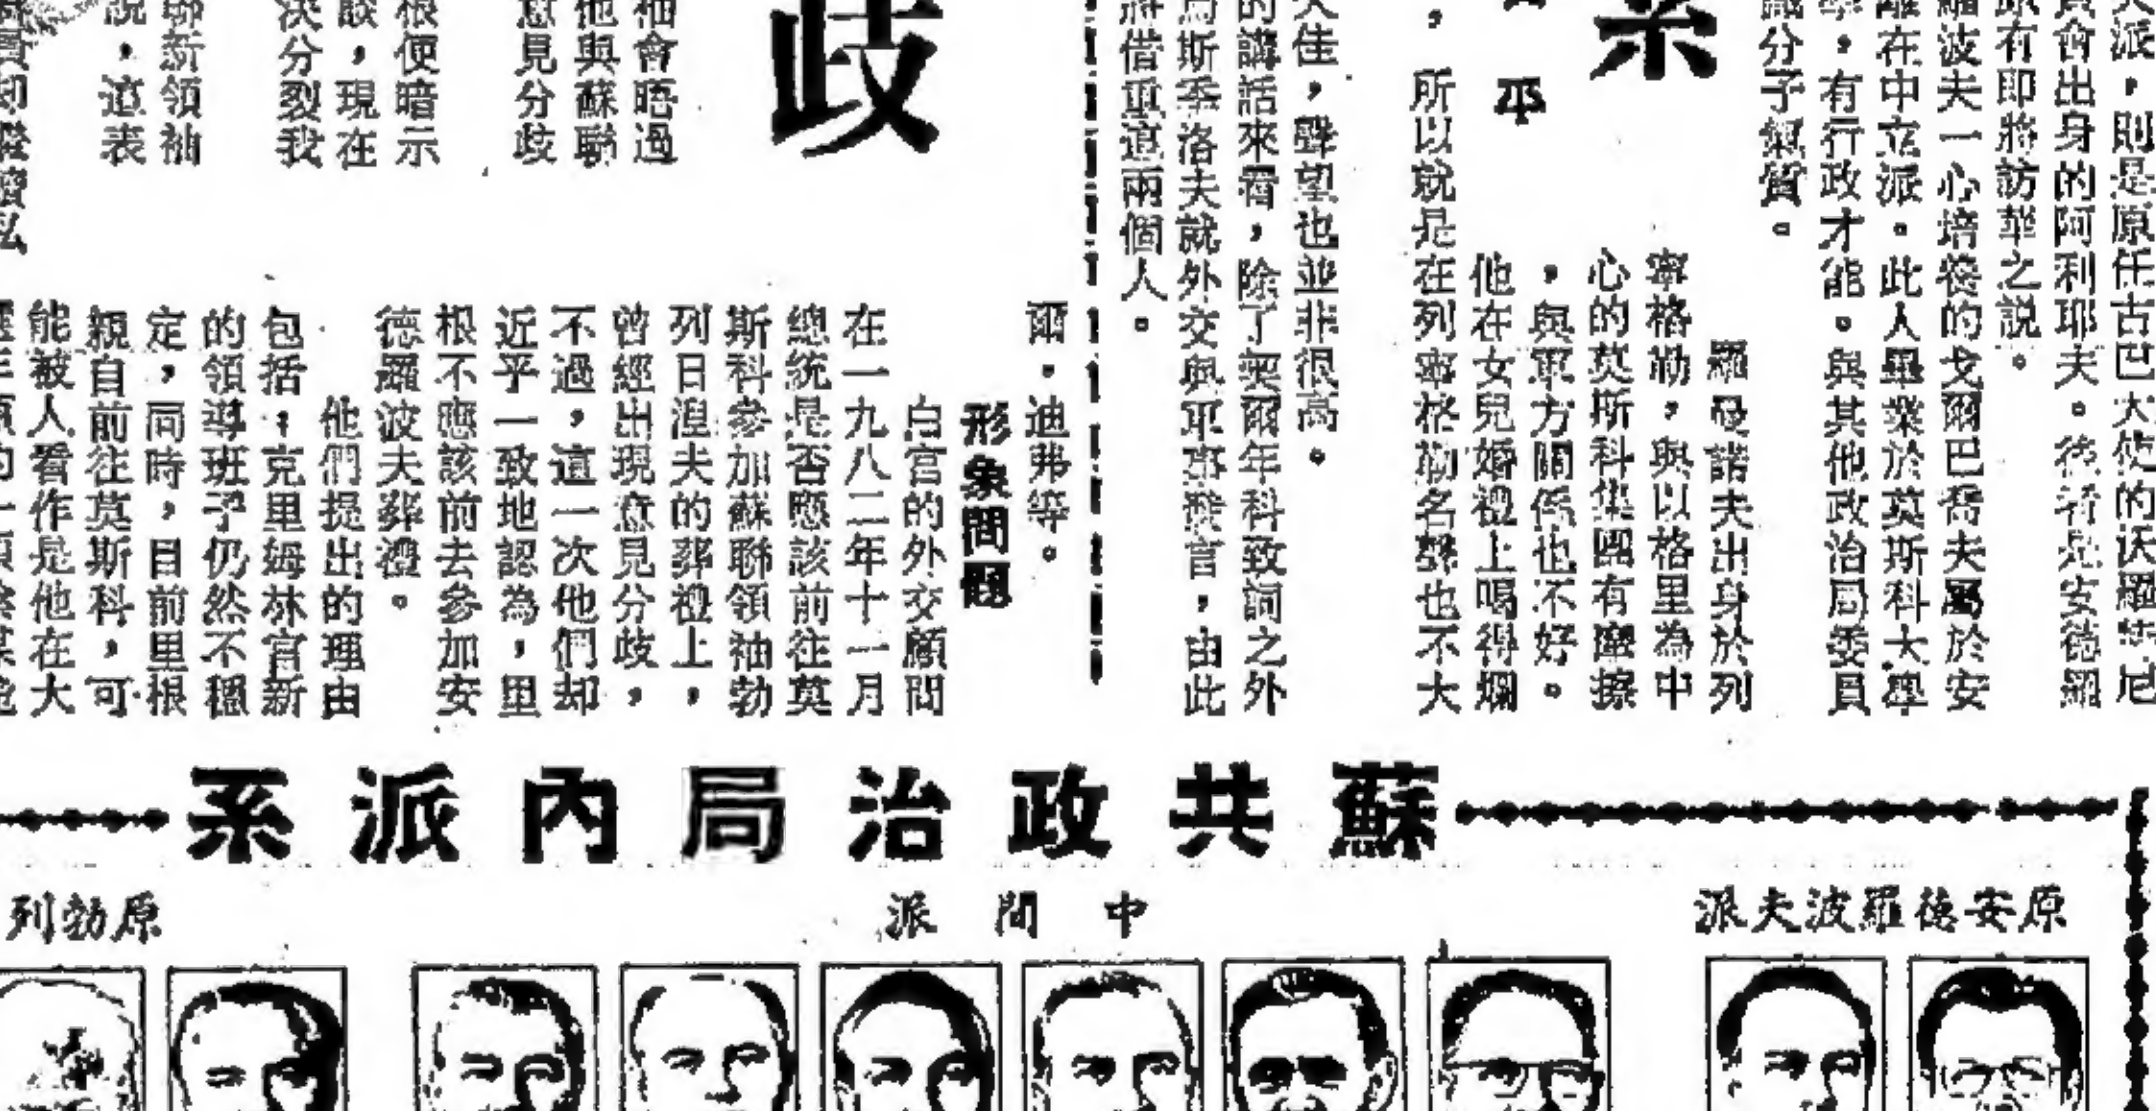 大派，則是原任古巴大使的沃羅特尼
會出身的阿利耶夫。後者是安德羅
有即將訪華之說。
羅波夫一心培養的戈爾巴喬夫屬於安
在中立派。此人畢業於莫斯科大學
，有行政才能。與其他政治局委員
識分子氣質。
羅曼諾夫出身於列
寧格勒，與以格里為中
心的莫斯科集團有磨擦
，與軍方關係也不好。
他在女兒婚禮上喝得爛
，所以就是在列寧格勒名聲也不大
系
平
大佳，聲望也並非很高。
的講話來看，除了契爾年科致詞之外
烏斯季洛夫就外交與軍事發言，由此
將借重這兩個人。
爾．迪弗等。
形象問題
白宮的外交顧問
在一九八二年十一月
總統是否應該前往莫
斯科參加蘇聯領袖勃
列日湼夫的葬禮上，
曾經出現意見分歧，
不過，這一次他們却
近乎一致地認為，里
根不應該前去參加安
德羅波夫葬禮。
他們提出的理由
包括：克里姆林宮新
的領導班子仍然不穩
定，同時，目前里根
親自前往莫斯科，可
能被人看作是他在大
歧
袖會晤過
他與蘇聯
意見分歧
根便暗示
談，現在
決分裂我
聯新領袖
說，這表
蘇共政治局內派系
原安德羅波夫派
中間派
原勃列